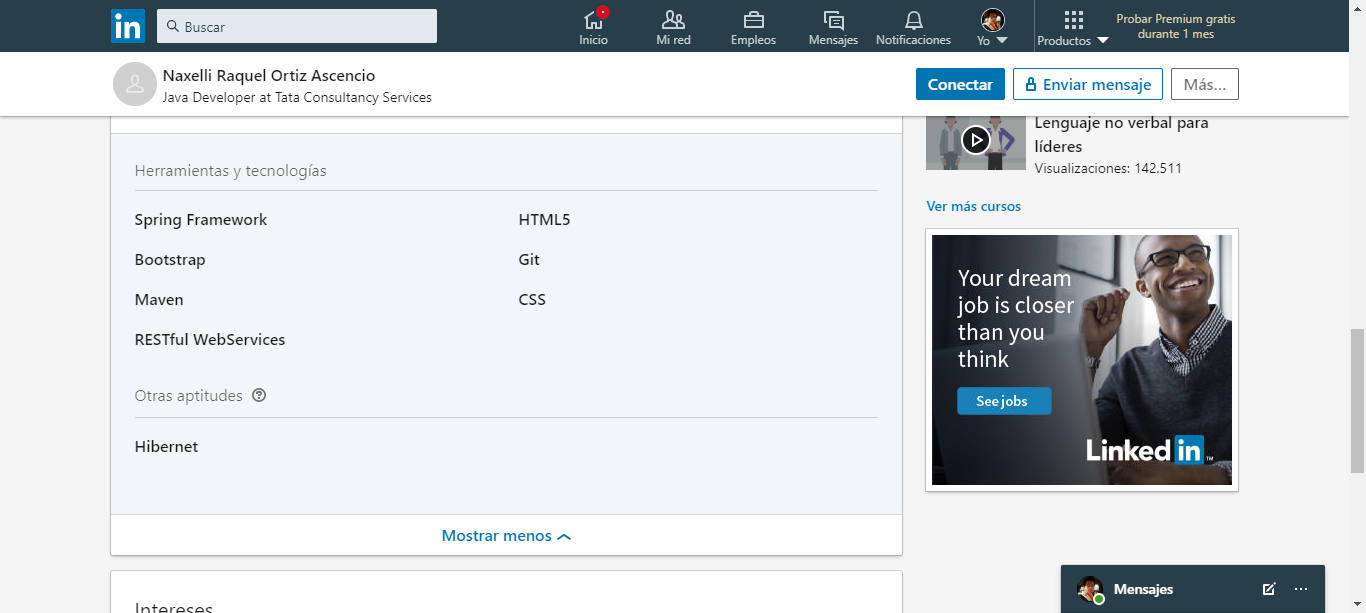 in
Buscar
Inicio
Mi red
Empleos
Mensajes
Notificaciones
Yo
Productos
Probar Premium gratis
durante 1 mes
Naxelli Raquel Ortiz Ascencio
Java Developer at Tata Consultancy Services
Conectar
Enviar mensaje
Más...
Herramientas y tecnologías
Spring Framework
HTML5
Bootstrap
Git
Maven
CSS
RESTful WebServices
Otras aptitudes
Hibernet
Mostrar menos
Intereses
Lenguaje no verbal para
líderes
Visualizaciones: 142.511
Ver más cursos
Your dream
job is closer
than you
think
See jobs
Linked in ™
Mensajes